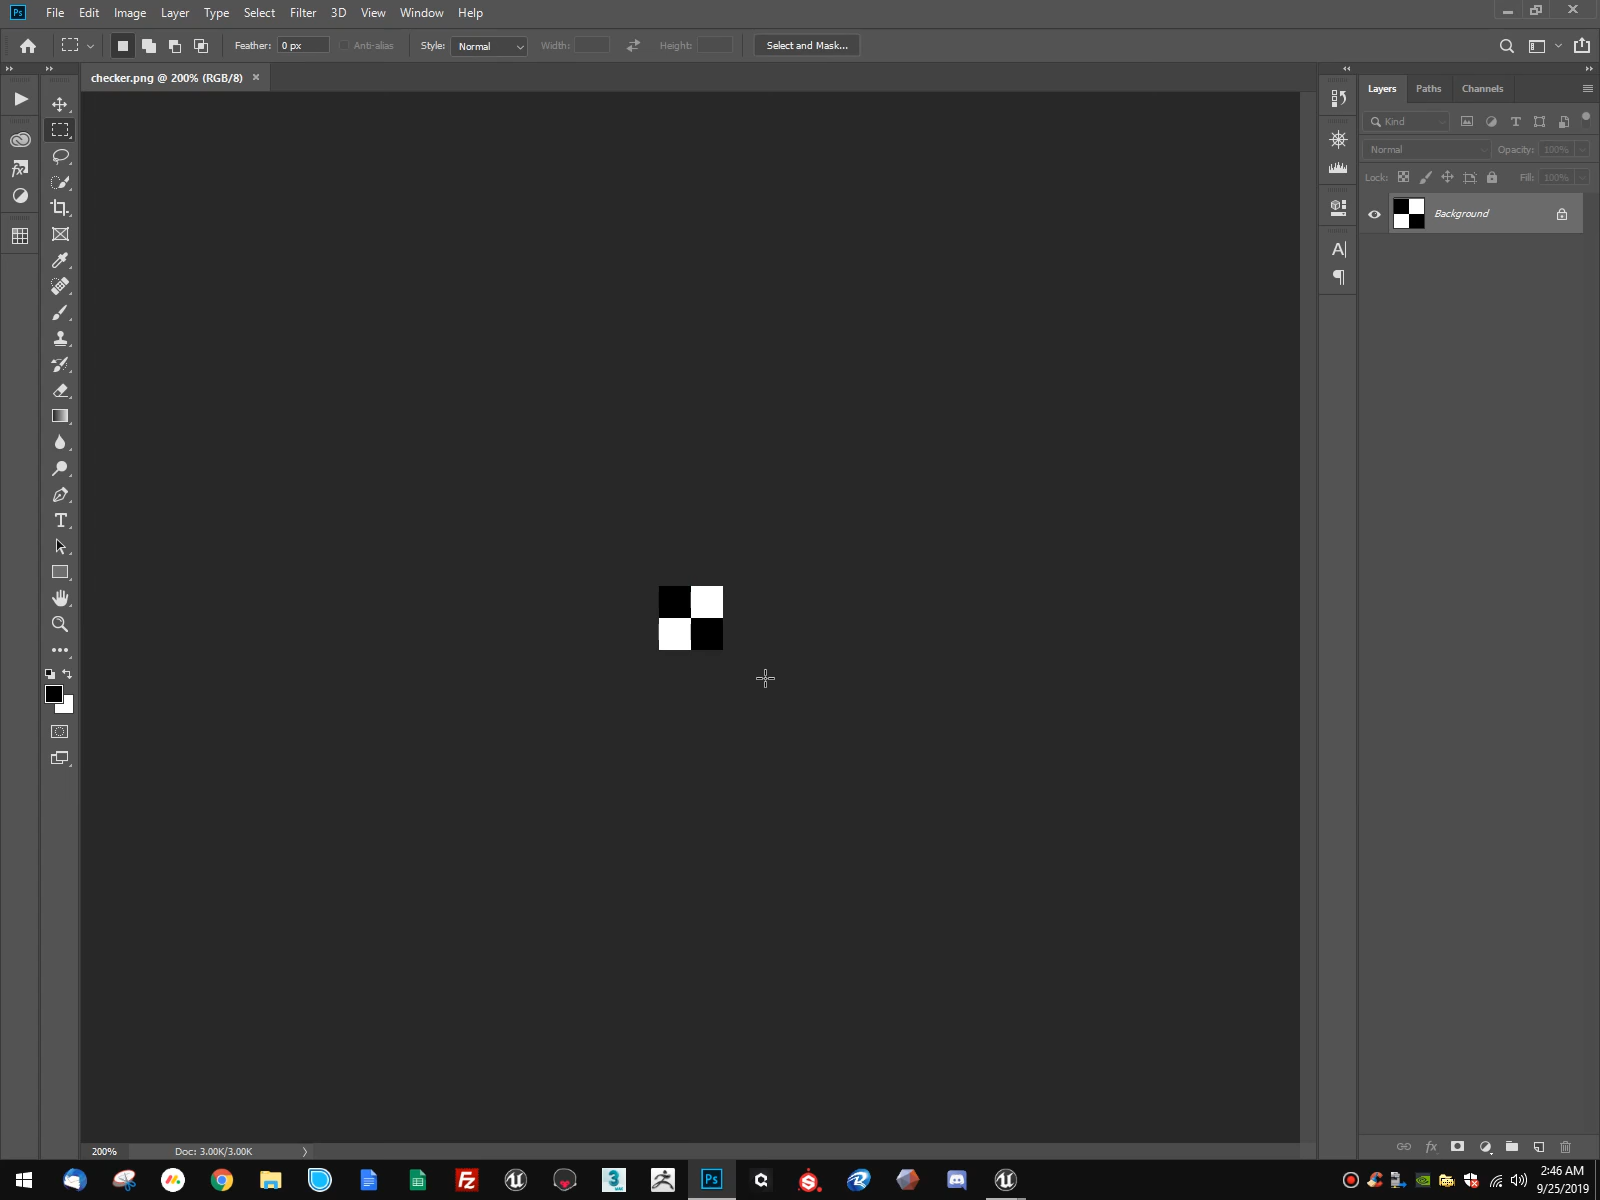 Ps File Edit Image Layer Type Select Filter 3D View Window Help
Feather: 0 px Anti-alias Style: Normal Width: Height: Select and Mask...
checker.png @ 200% (RGB/8) ×
Layers Paths Channels
Kind
Normal Opacity: 100%
Lock: Fill: 100%
Background
200% Doc: 3.00K/3.00K
2:46 AM
9/25/2019